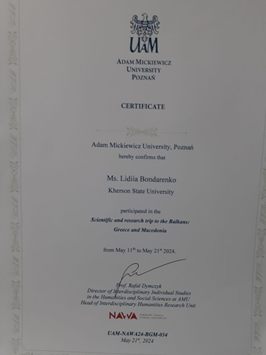 UAM
ADAM MICKIEWICZ
UNIVERSITY
POZNAŃ
CERTIFICATE
Adam Mickiewicz University, Poznań
hereby confirms that
Ms. Lidiia Bondarenko
Kherson State University
participated in the
Scientific and research trip to the Balkans:
Greece and Macedonia
from May 11th to May 21st 2024.
Prof. Rafał Dymczyk
Director of Interdisciplinary Individual Studies
in the Humanities and Social Sciences at AMU
Head of Interdisciplinary Humanities Research Unit
NAWA
UAM-NAWA24-BGM-034
May 21st, 2024